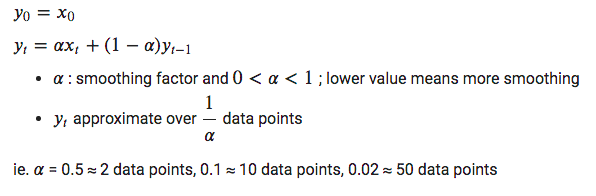 y₀ = x₀
yₜ = αxₜ + (1 − α)yₜ₋₁
• α : smoothing factor and 0 < α < 1 ; lower value means more smoothing
• yₜ approximate over 1/α data points
ie. α = 0.5 ≈ 2 data points, 0.1 ≈ 10 data points, 0.02 ≈ 50 data points